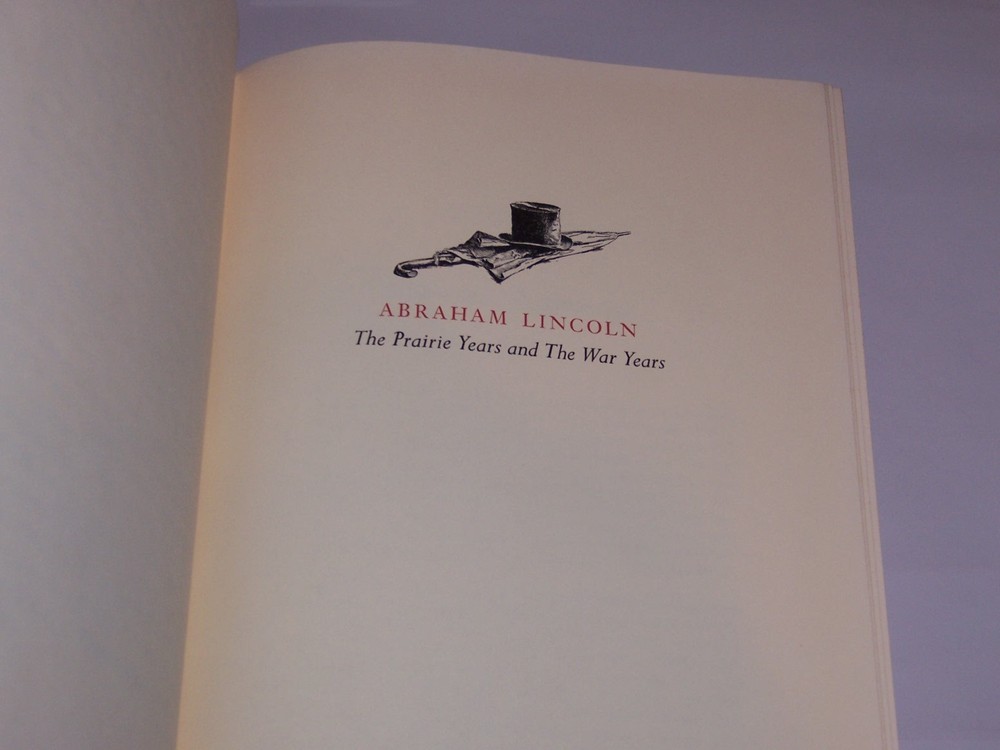 ABRAHAM LINCOLN
The Prairie Years and The War Years